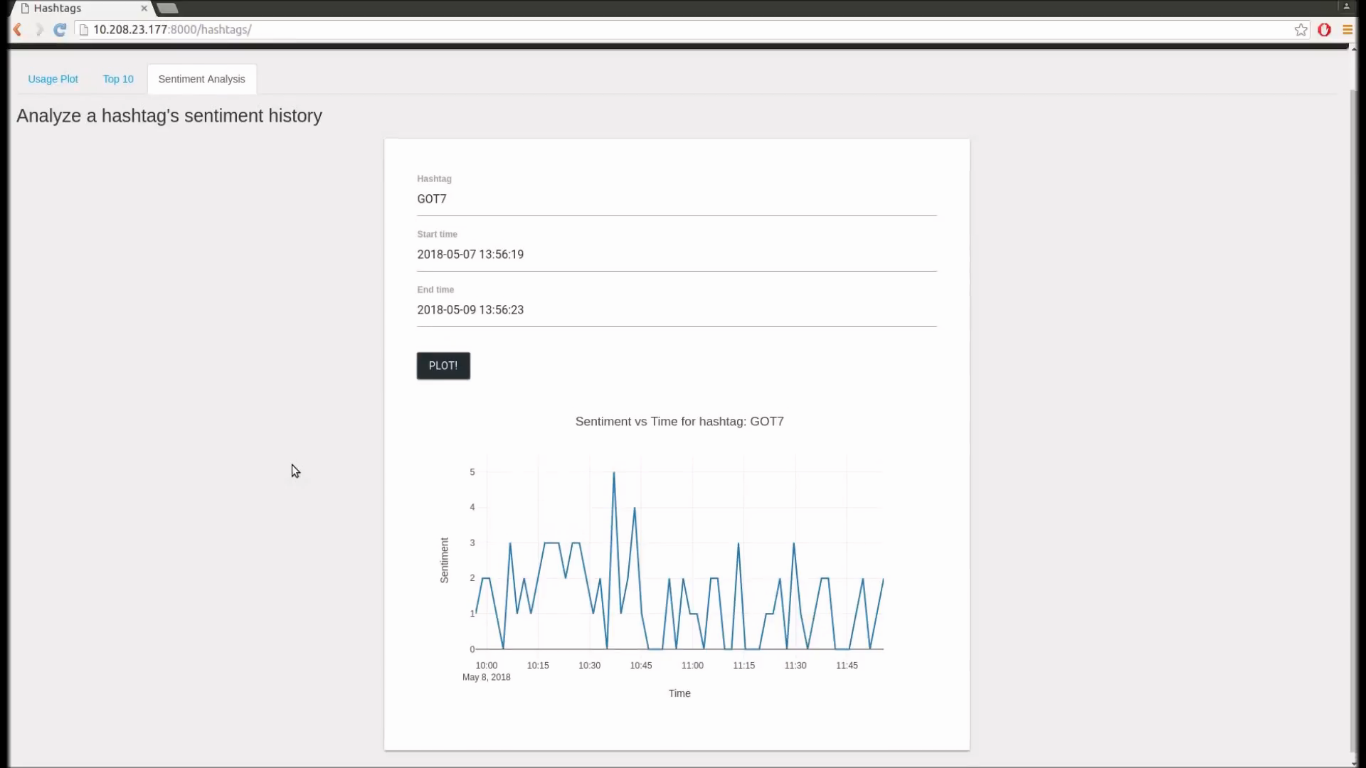 Hashtags
10.208.23.177:8000/hashtags/
Usage Plot Top 10 Sentiment Analysis
Analyze a hashtag's sentiment history
Hashtag
GOT7
Start time
2018-05-07 13:56:19
End time
2018-05-09 13:56:23
PLOT!
Sentiment vs Time for hashtag: GOT7
5
4
3
2
1
0
Sentiment
10:00 10:15 10:30 10:45 11:00 11:15 11:30 11:45
May 8, 2018
Time